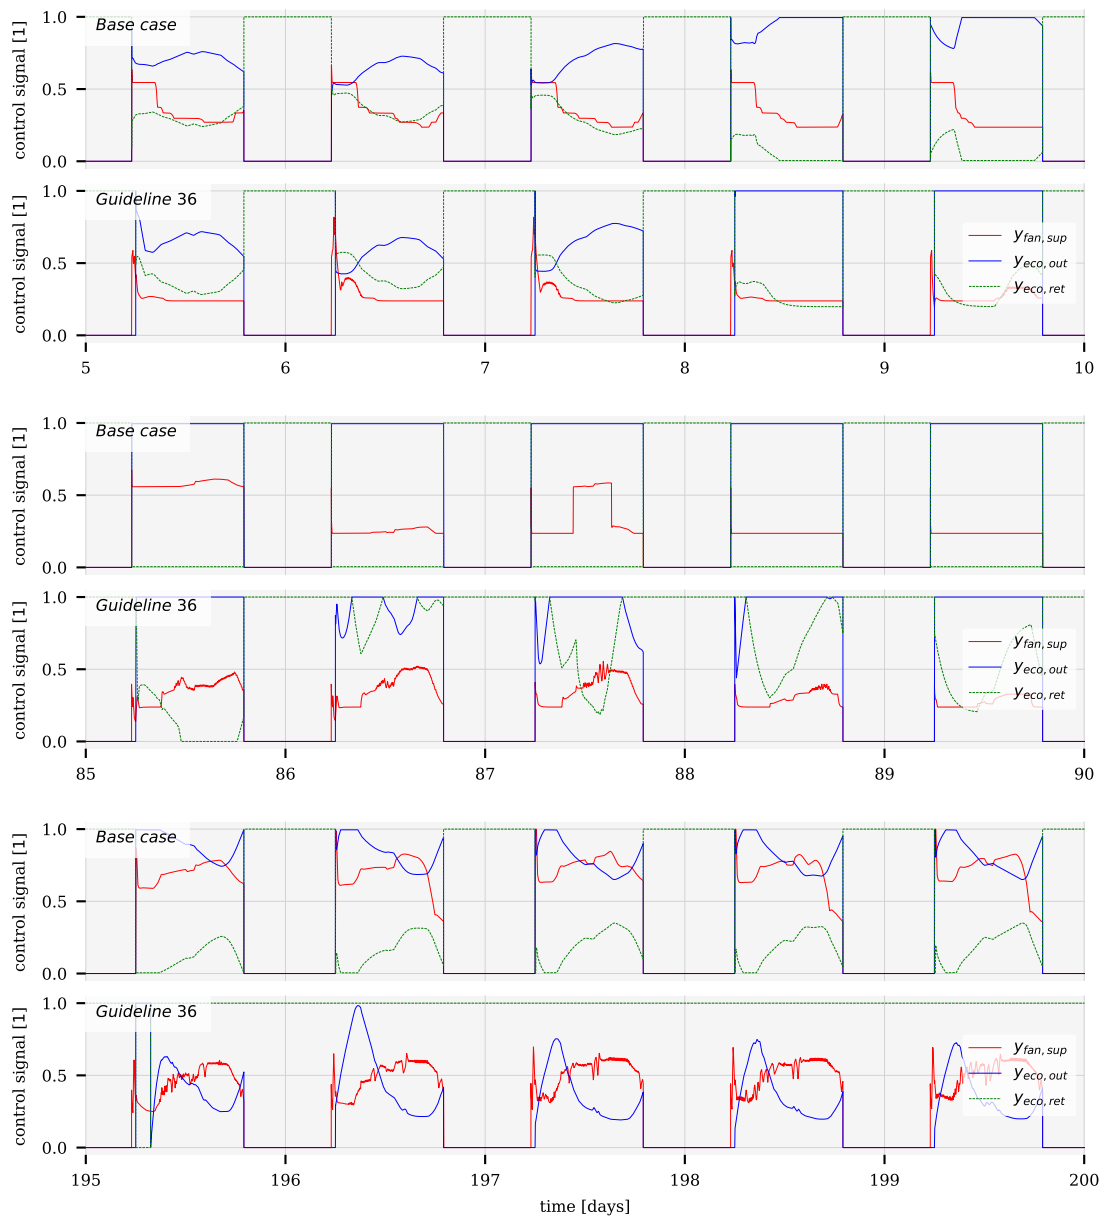 Base case
control signal [1]
1.0
0.5
0.0
Guideline 36
control signal [1]
1.0
0.5
0.0
y_fan,sup
y_eco,out
y_eco,ret
5 6 7 8 9 10
Base case
control signal [1]
1.0
0.5
0.0
Guideline 36
control signal [1]
1.0
0.5
0.0
y_fan,sup
y_eco,out
y_eco,ret
85 86 87 88 89 90
Base case
control signal [1]
1.0
0.5
0.0
Guideline 36
control signal [1]
1.0
0.5
0.0
y_fan,sup
y_eco,out
y_eco,ret
195 196 197 198 199 200
time [days]